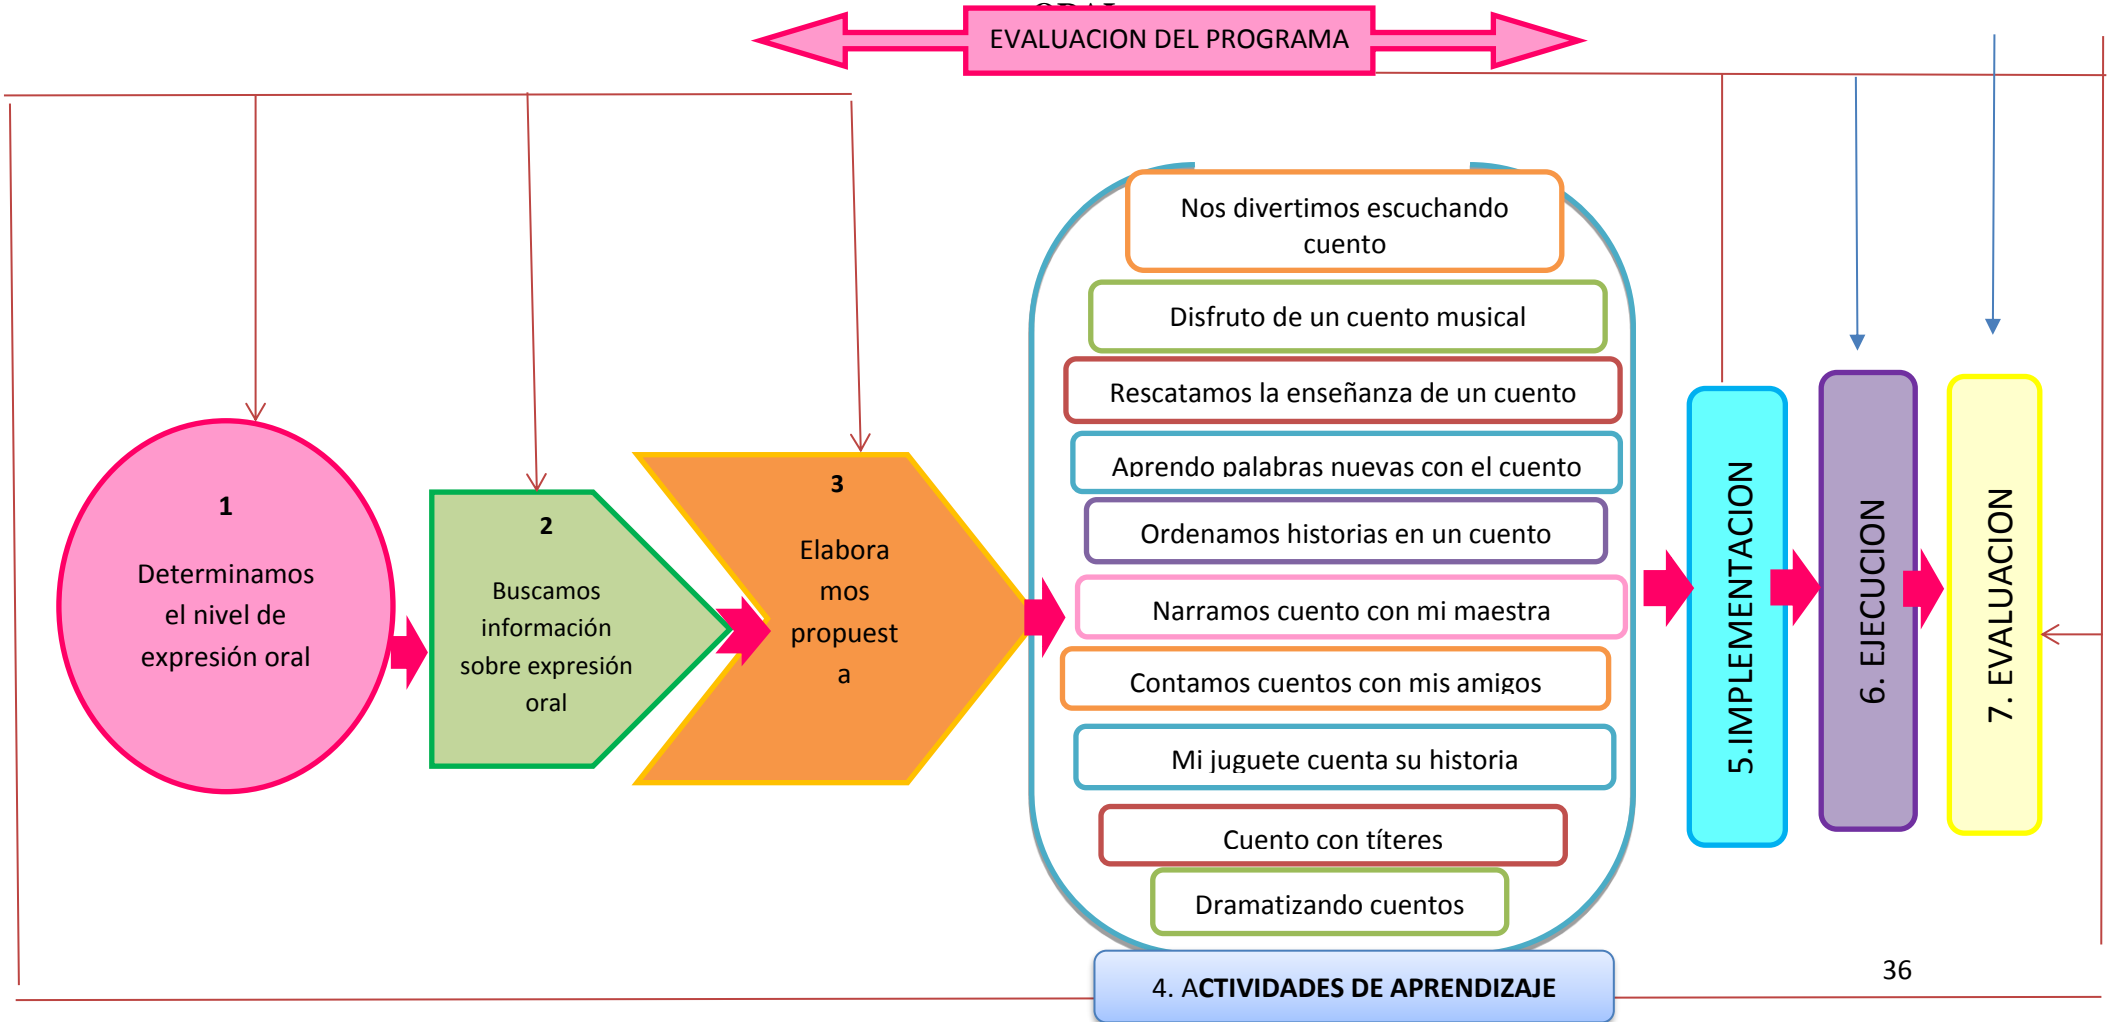 EVALUACION DEL PROGRAMA
1
Determinamos
el nivel de
expresión oral
2
Buscamos
información
sobre expresión
oral
3
Elabora
mos
propuest
a
Nos divertimos escuchando
cuento
Disfruto de un cuento musical
Rescatamos la enseñanza de un cuento
Aprendo palabras nuevas con el cuento
Ordenamos historias en un cuento
Narramos cuento con mi maestra
Contamos cuentos con mis amigos
Mi juguete cuenta su historia
Cuento con títeres
Dramatizando cuentos
4. ACTIVIDADES DE APRENDIZAJE
5.IMPLEMENTACION
6. EJECUCION
7. EVALUACION
36